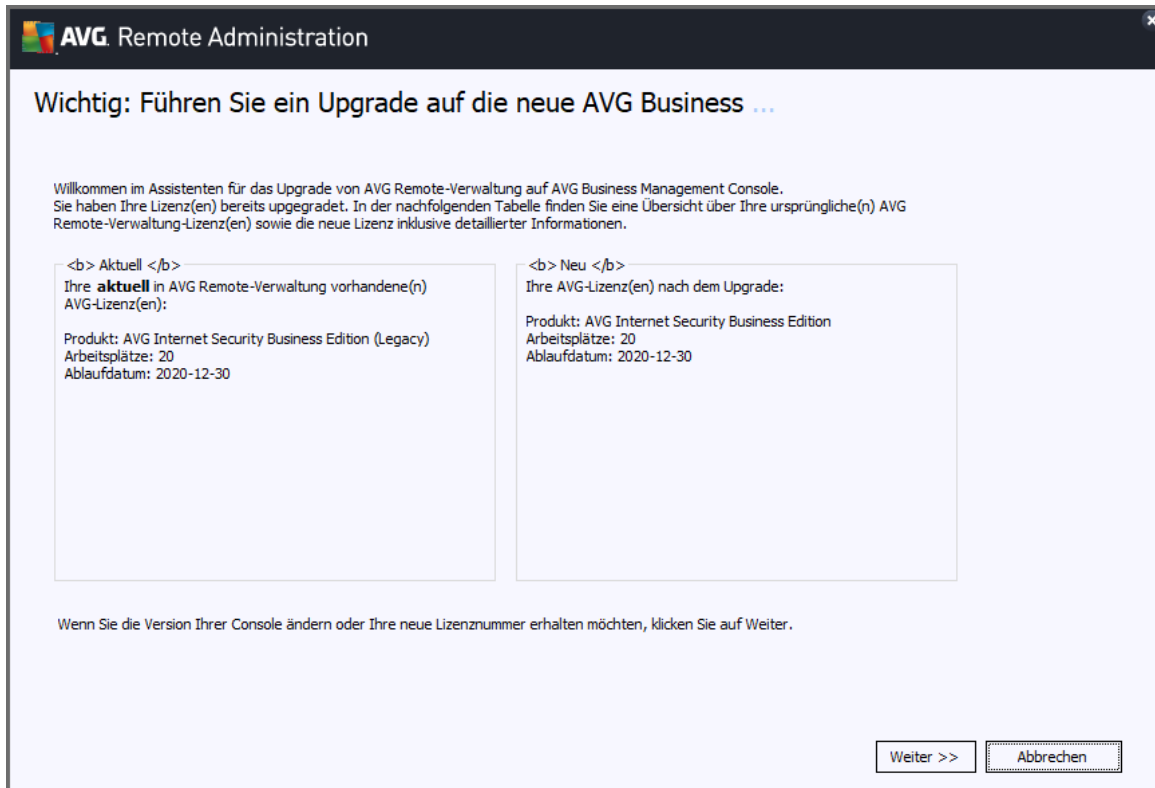 AVG. Remote Administration
Wichtig: Führen Sie ein Upgrade auf die neue AVG Business ...
Willkommen im Assistenten für das Upgrade von AVG Remote-Verwaltung auf AVG Business Management Console.
Sie haben Ihre Lizenz(en) bereits upgegradet. In der nachfolgenden Tabelle finden Sie eine Übersicht über Ihre ursprüngliche(n) AVG
Remote-Verwaltung-Lizenz(en) sowie die neue Lizenz inklusive detaillierter Informationen.
<b> Aktuell </b>
Ihre aktuell in AVG Remote-Verwaltung vorhandene(n)
AVG-Lizenz(en):
Produkt: AVG Internet Security Business Edition (Legacy)
Arbeitsplätze: 20
Ablaufdatum: 2020-12-30
<b> Neu </b>
Ihre AVG-Lizenz(en) nach dem Upgrade:
Produkt: AVG Internet Security Business Edition
Arbeitsplätze: 20
Ablaufdatum: 2020-12-30
Wenn Sie die Version Ihrer Console ändern oder Ihre neue Lizenznummer erhalten möchten, klicken Sie auf Weiter.
Weiter >>
Abbrechen